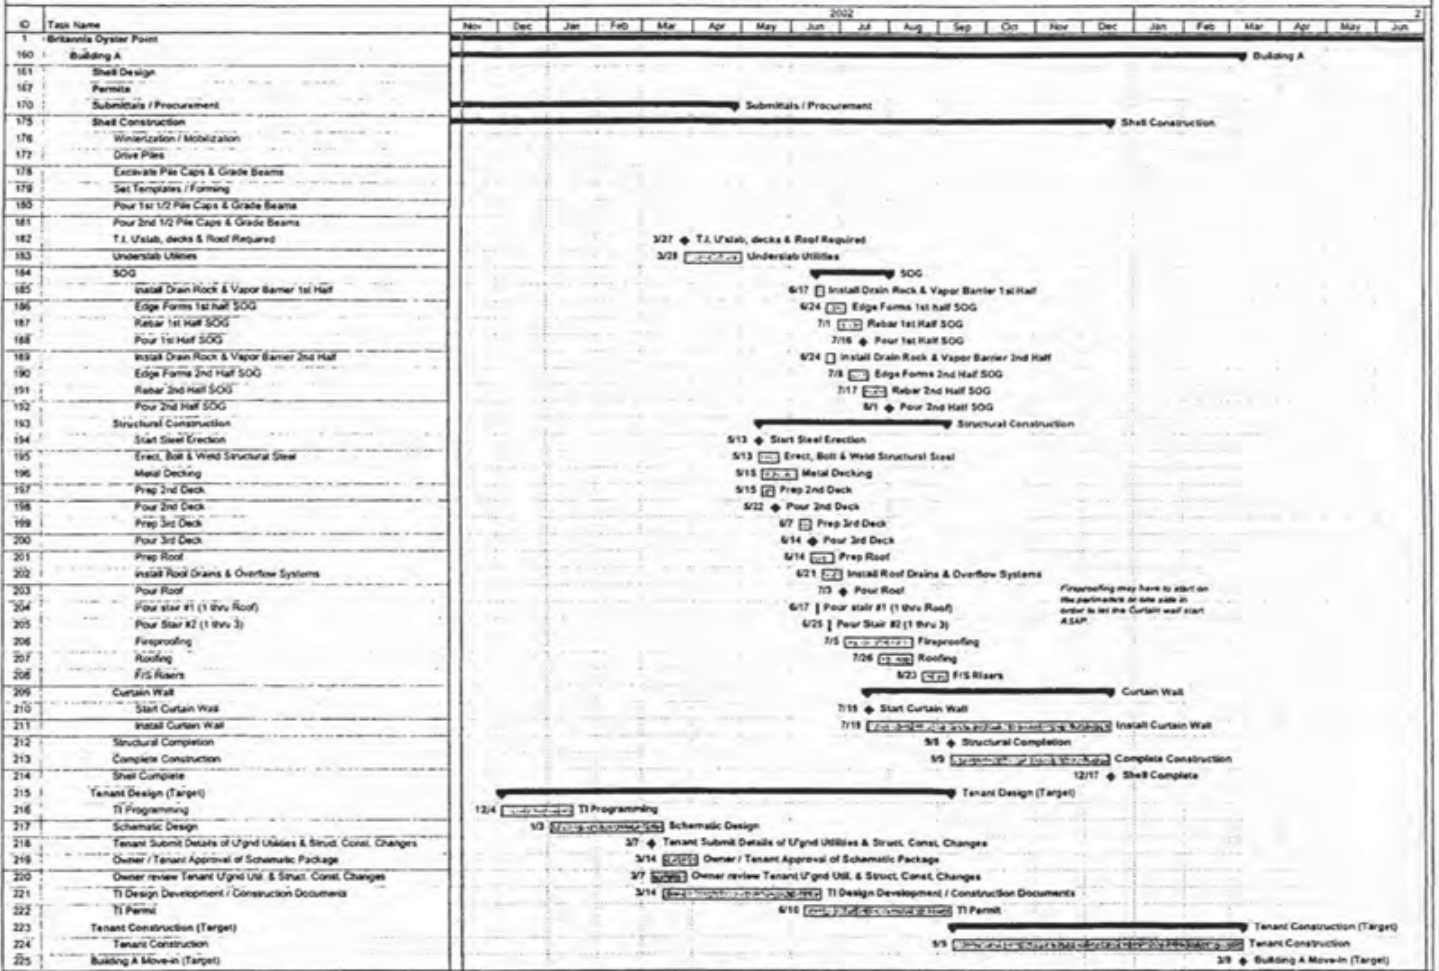 2002 2
ID Task Name Nov Dec Jan Feb Mar Apr May Jun Jul Aug Sep Oct Nov Dec Jan Feb Mar Apr May Jun
1 Britannia Oyster Point
160 Building A Building A
161 Shell Design
167 Permits
170 Submittals / Procurement Submittals / Procurement
175 Shell Construction Shell Construction
176 Winterization / Mobilization
177 Drive Piles
178 Excavate Pile Caps & Grade Beams
179 Set Templates / Forming
180 Pour 1st 1/2 Pile Caps & Grade Beams
181 Pour 2nd 1/2 Pile Caps & Grade Beams
182 T.I. U'slab, decks & Roof Required 3/27 T.I. U'slab, decks & Roof Required
183 Underslab Utilities 3/28 Underslab Utilities
184 SOG SOG
185 Install Drain Rock & Vapor Barrier 1st Half 6/17 Install Drain Rock & Vapor Barrier 1st Half
186 Edge Forms 1st half SOG 6/24 Edge Forms 1st half SOG
187 Rebar 1st Half SOG 7/1 Rebar 1st Half SOG
188 Pour 1st Half SOG 7/16 Pour 1st Half SOG
189 Install Drain Rock & Vapor Barrier 2nd Half 6/24 Install Drain Rock & Vapor Barrier 2nd Half
190 Edge Forms 2nd Half SOG 7/8 Edge Forms 2nd Half SOG
191 Rebar 2nd Half SOG 7/17 Rebar 2nd Half SOG
192 Pour 2nd Half SOG 8/1 Pour 2nd Half SOG
193 Structural Construction Structural Construction
194 Start Steel Erection 5/13 Start Steel Erection
195 Erect, Bolt & Weld Structural Steel 5/13 Erect, Bolt & Weld Structural Steel
196 Metal Decking 5/15 Metal Decking
197 Prep 2nd Deck 5/15 Prep 2nd Deck
198 Pour 2nd Deck 5/22 Pour 2nd Deck
199 Prep 3rd Deck 6/7 Prep 3rd Deck
200 Pour 3rd Deck 6/14 Pour 3rd Deck
201 Prep Roof 6/14 Prep Roof
202 Install Roof Drains & Overflow Systems 6/21 Install Roof Drains & Overflow Systems
203 Pour Roof 7/3 Pour Roof
Fireproofing may have to start on
the perimeters or one side in
order to let the Curtain wall start
ASAP.
204 Pour stair #1 (1 thru Roof) 6/17 Pour stair #1 (1 thru Roof)
205 Pour Stair #2 (1 thru 3) 6/25 Pour Stair #2 (1 thru 3)
206 Fireproofing 7/5 Fireproofing
207 Roofing 7/26 Roofing
208 F/S Risers 8/23 F/S Risers
209 Curtain Wall Curtain Wall
210 Start Curtain Wall 7/19 Start Curtain Wall
211 Install Curtain Wall 7/19 Install Curtain Wall
212 Structural Completion Structural Completion
213 Complete Construction 9/9 Complete Construction
214 Shell Complete 12/17 Shell Complete
215 Tenant Design (Target) Tenant Design (Target)
216 TI Programming 12/4 TI Programming
217 Schematic Design 1/3 Schematic Design
218 Tenant Submit Details of U'gnd Utilities & Struct. Const. Changes 3/7 Tenant Submit Details of U'gnd Utilities & Struct. Const. Changes
219 Owner / Tenant Approval of Schematic Package 3/14 Owner / Tenant Approval of Schematic Package
220 Owner review Tenant U'gnd Util. & Struct. Const. Changes 3/7 Owner review Tenant U'gnd Util. & Struct. Const. Changes
221 TI Design Development / Construction Documents 3/14 TI Design Development / Construction Documents
222 TI Permit 6/10 TI Permit
223 Tenant Construction (Target) Tenant Construction (Target)
224 Tenant Construction 9/9 Tenant Construction
225 Building A Move-in (Target) Building A Move-in (Target)